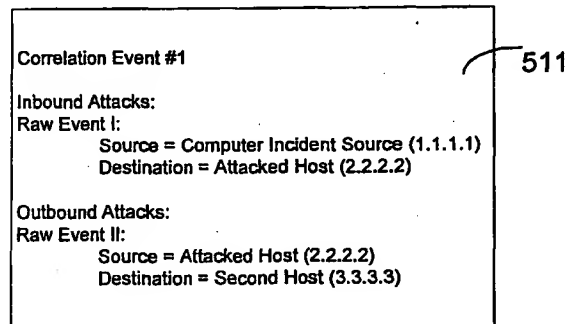 Correlation Event #1
511
Inbound Attacks:
Raw Event I:
Source = Computer Incident Source (1.1.1.1)
Destination = Attacked Host (2.2.2.2)
Outbound Attacks:
Raw Event II:
Source = Attacked Host (2.2.2.2)
Destination = Second Host (3.3.3.3)